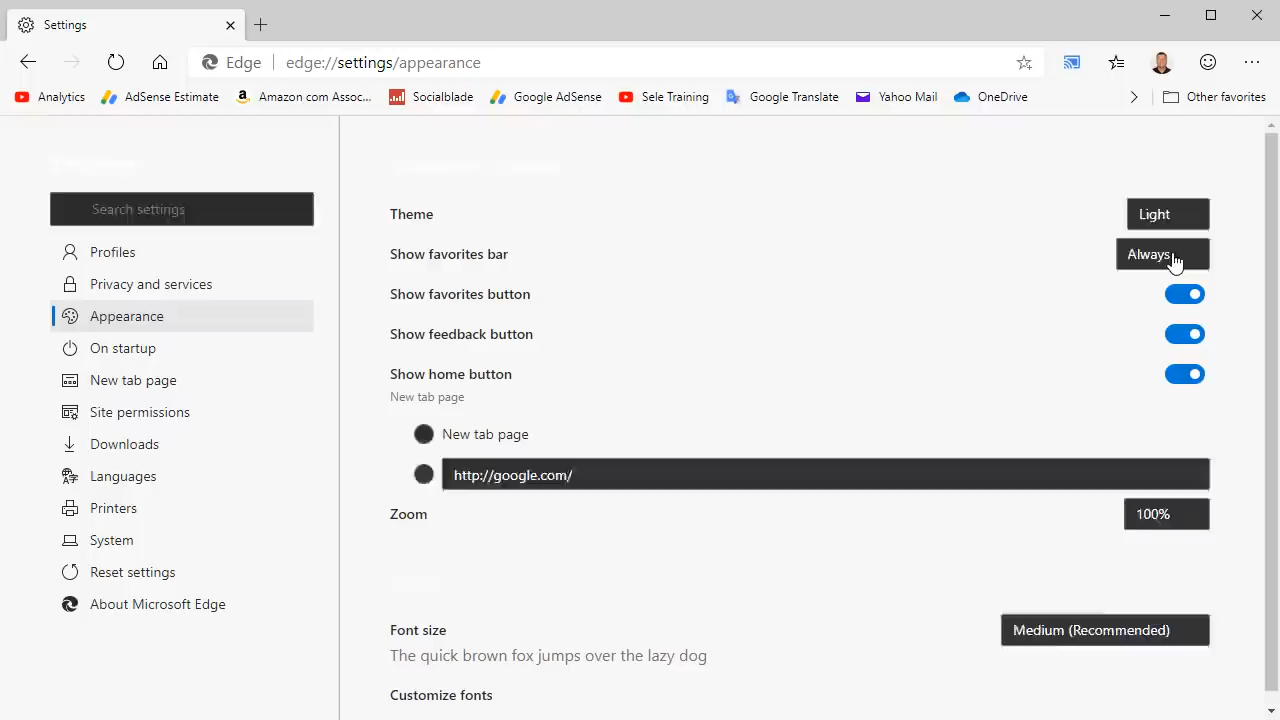 Settings
Edge edge://settings/appearance
Analytics AdSense Estimate Amazon com Assoc... Socialblade Google AdSense Sele Training Google Translate Yahoo Mail OneDrive Other favorites
Search settings
Profiles
Privacy and services
Appearance
On startup
New tab page
Site permissions
Downloads
Languages
Printers
System
Reset settings
About Microsoft Edge
Theme Light
Show favorites bar Always
Show favorites button
Show feedback button
Show home button
New tab page
New tab page
http://google.com/
Zoom 100%
Font size Medium (Recommended)
The quick brown fox jumps over the lazy dog
Customize fonts